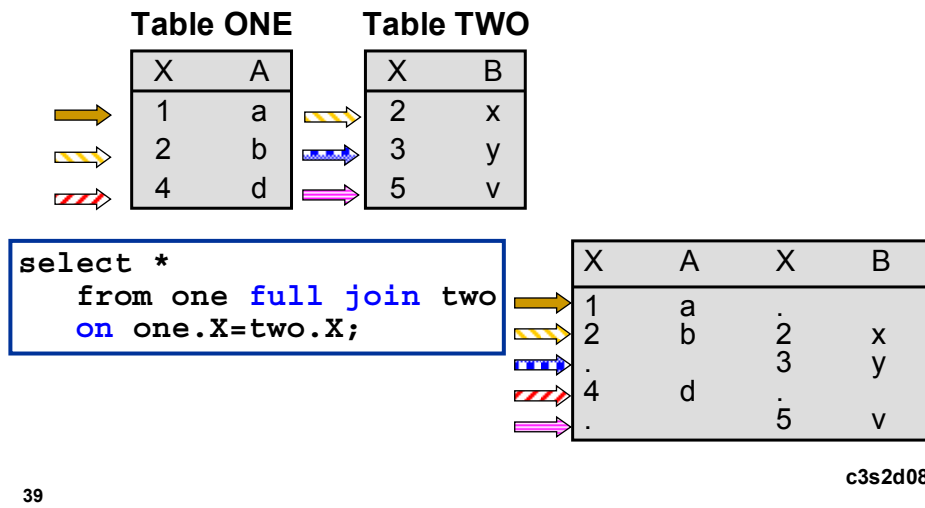 Table ONE Table TWO
X A X B
1 a 2 x
2 b 3 y
4 d 5 v
select *
from one full join two
on one.X=two.X;
X A X B
1 a .
2 b 2 x
. 3 y
4 d .
. 5 v
c3s2d08
39